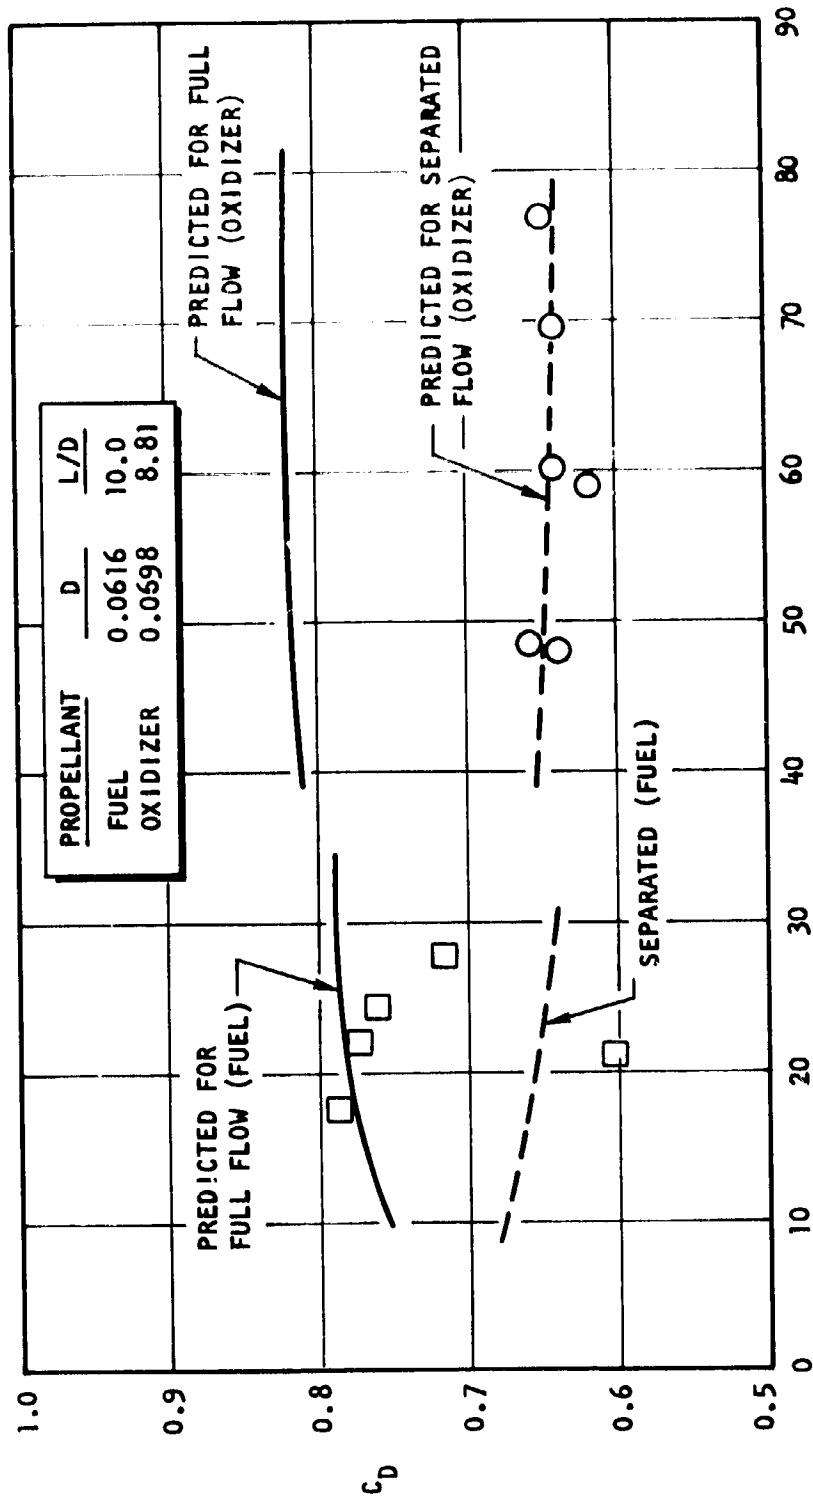 PROPELLANT D L/D
FUEL 0.0616 10.0
OXIDIZER 0.0698 8.81
PREDICTED FOR FULL
FLOW (OXIDIZER)
PREDICTED FOR
FULL FLOW (FUEL)
PREDICTED FOR SEPARATED
FLOW (OXIDIZER)
SEPARATED (FUEL)
CD
1.0
0.9
0.8
0.7
0.6
0.5
0 10 20 30 40 50 60 70 80 90